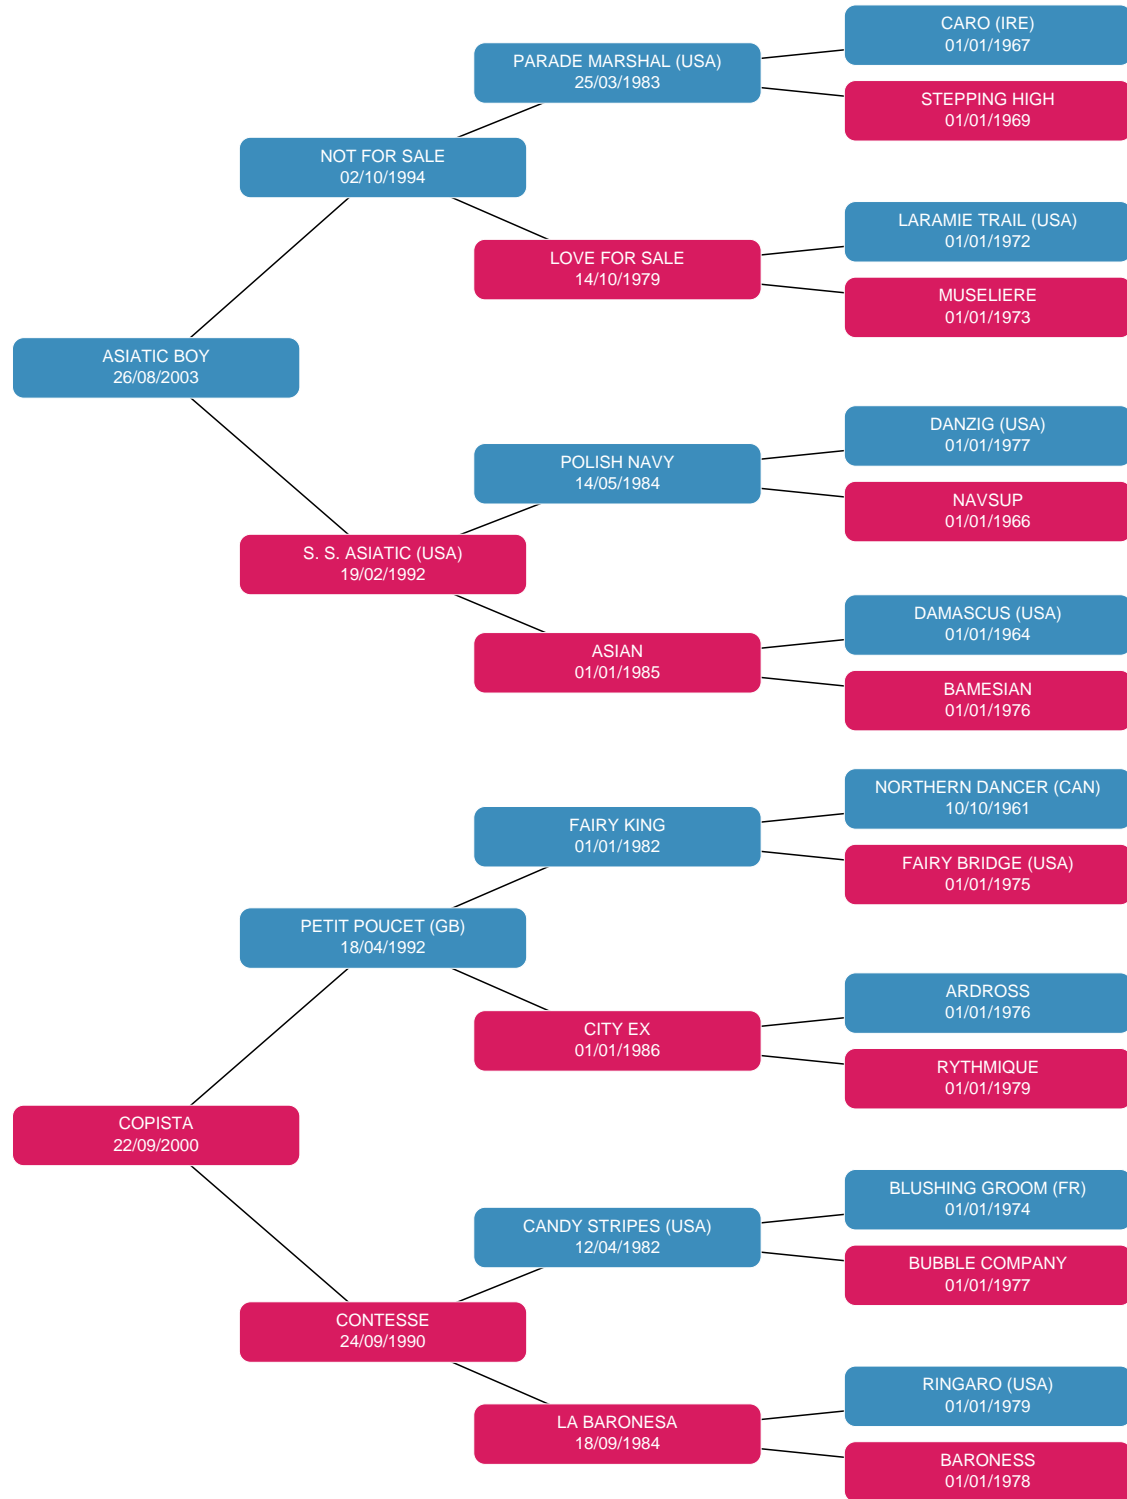 CARO (IRE)
01/01/1967
PARADE MARSHAL (USA)
25/03/1983
STEPPING HIGH
01/01/1969
NOT FOR SALE
02/10/1994
LARAMIE TRAIL (USA)
01/01/1972
LOVE FOR SALE
14/10/1979
MUSELIERE
01/01/1973
ASIATIC BOY
26/08/2003
DANZIG (USA)
01/01/1977
POLISH NAVY
14/05/1984
NAVSUP
01/01/1966
S. S. ASIATIC (USA)
19/02/1992
DAMASCUS (USA)
01/01/1964
ASIAN
01/01/1985
BAMESIAN
01/01/1976
NORTHERN DANCER (CAN)
10/10/1961
FAIRY KING
01/01/1982
FAIRY BRIDGE (USA)
01/01/1975
PETIT POUCET (GB)
18/04/1992
ARDROSS
01/01/1976
CITY EX
01/01/1986
RYTHMIQUE
01/01/1979
COPISTA
22/09/2000
BLUSHING GROOM (FR)
01/01/1974
CANDY STRIPES (USA)
12/04/1982
BUBBLE COMPANY
01/01/1977
CONTESSE
24/09/1990
RINGARO (USA)
01/01/1979
LA BARONESA
18/09/1984
BARONESS
01/01/1978